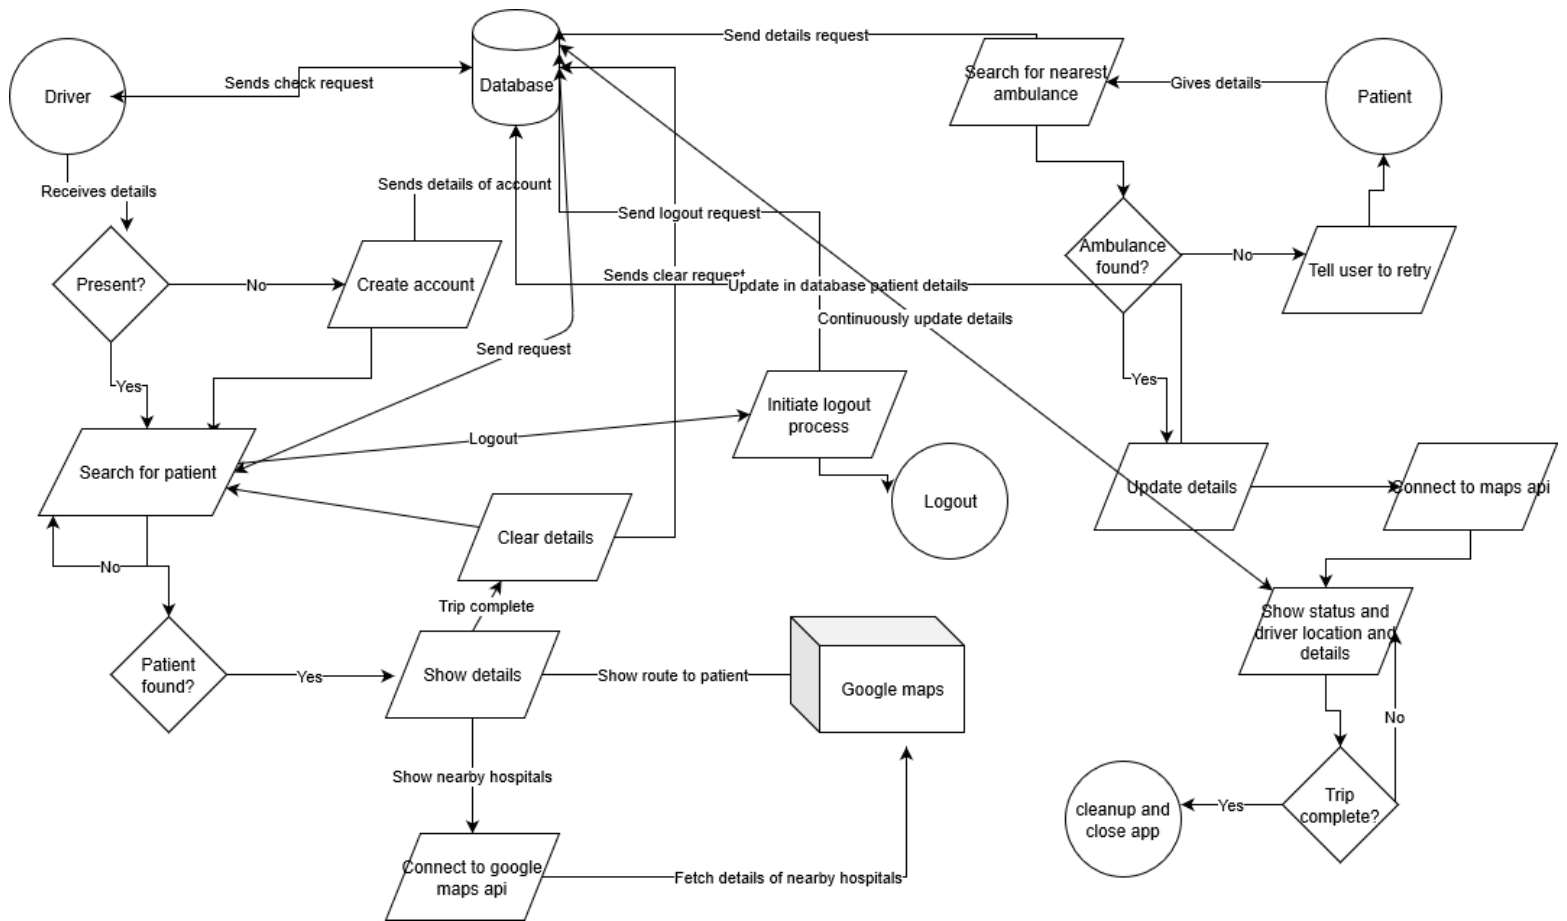 Send details request
Driver
Sends check request
Database
Search for nearest
ambulance
Gives details
Patient
Receives details
Sends details of account
Send logout request
Present?
No
Create account
Sends clear request
Update in database patient details
Ambulance
found?
No
Tell user to retry
Continuously update details
Send request
Yes
Yes
Initiate logout
process
Logout
Search for patient
Update details
Connect to maps api
Logout
Clear details
No
Trip complete
Show status and
driver location and
details
Patient
found?
Yes
Show details
Show route to patient
Google maps
No
Show nearby hospitals
Trip
complete?
Yes
cleanup and
close app
Connect to google
maps api
Fetch details of nearby hospitals